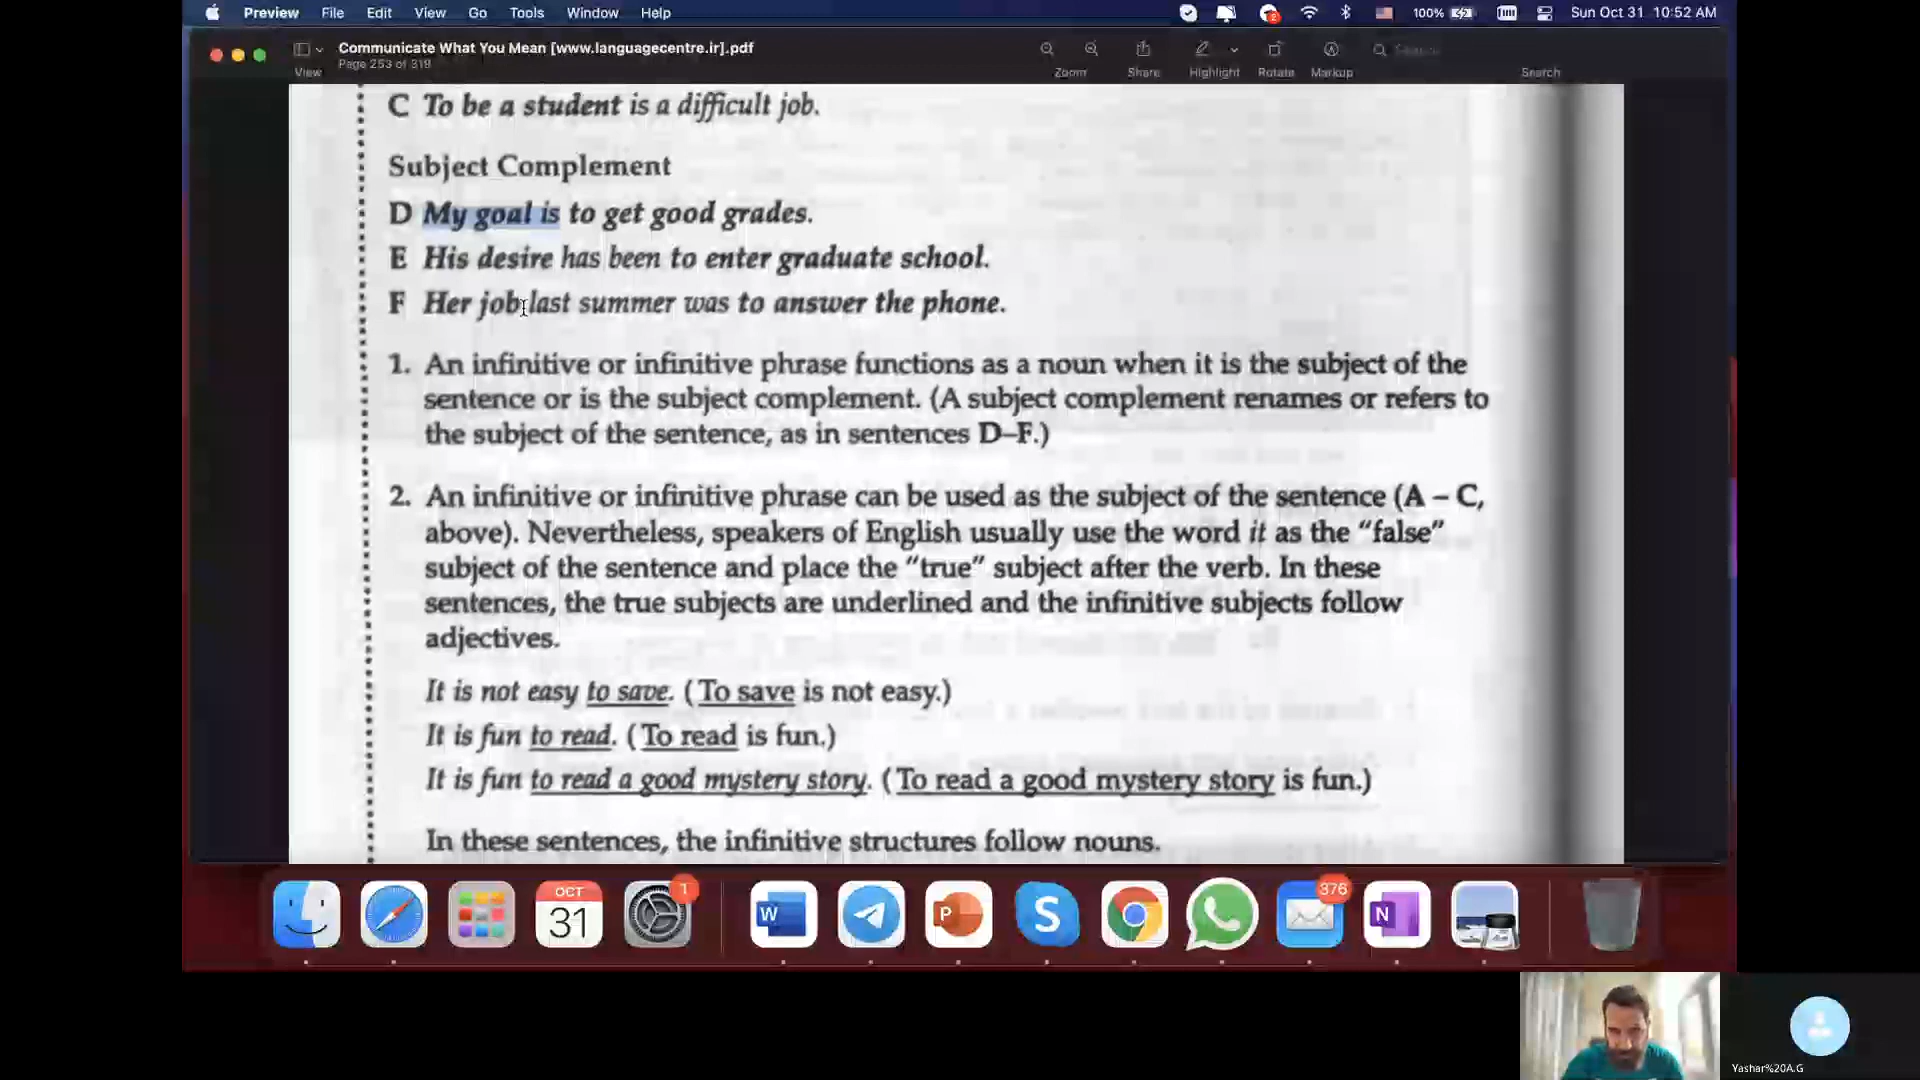 Preview File Edit View Go Tools Window Help 100% Sun Oct 31 10:52 AM
Communicate What You Mean [www.languagecentre.ir].pdf
Page 253 of 319
View Zoom Share Highlight Rotate Markup Search
C To be a student is a difficult job.
Subject Complement
D My goal is to get good grades.
E His desire has been to enter graduate school.
F Her job last summer was to answer the phone.
1. An infinitive or infinitive phrase functions as a noun when it is the subject of the
sentence or is the subject complement. (A subject complement renames or refers to
the subject of the sentence, as in sentences D–F.)
2. An infinitive or infinitive phrase can be used as the subject of the sentence (A – C,
above). Nevertheless, speakers of English usually use the word it as the “false”
subject of the sentence and place the “true” subject after the verb. In these
sentences, the true subjects are underlined and the infinitive subjects follow
adjectives.
It is not easy to save. (To save is not easy.)
It is fun to read. (To read is fun.)
It is fun to read a good mystery story. (To read a good mystery story is fun.)
In these sentences, the infinitive structures follow nouns.
OCT
31
1
W
P
S
376
N
Yashar%20A.G